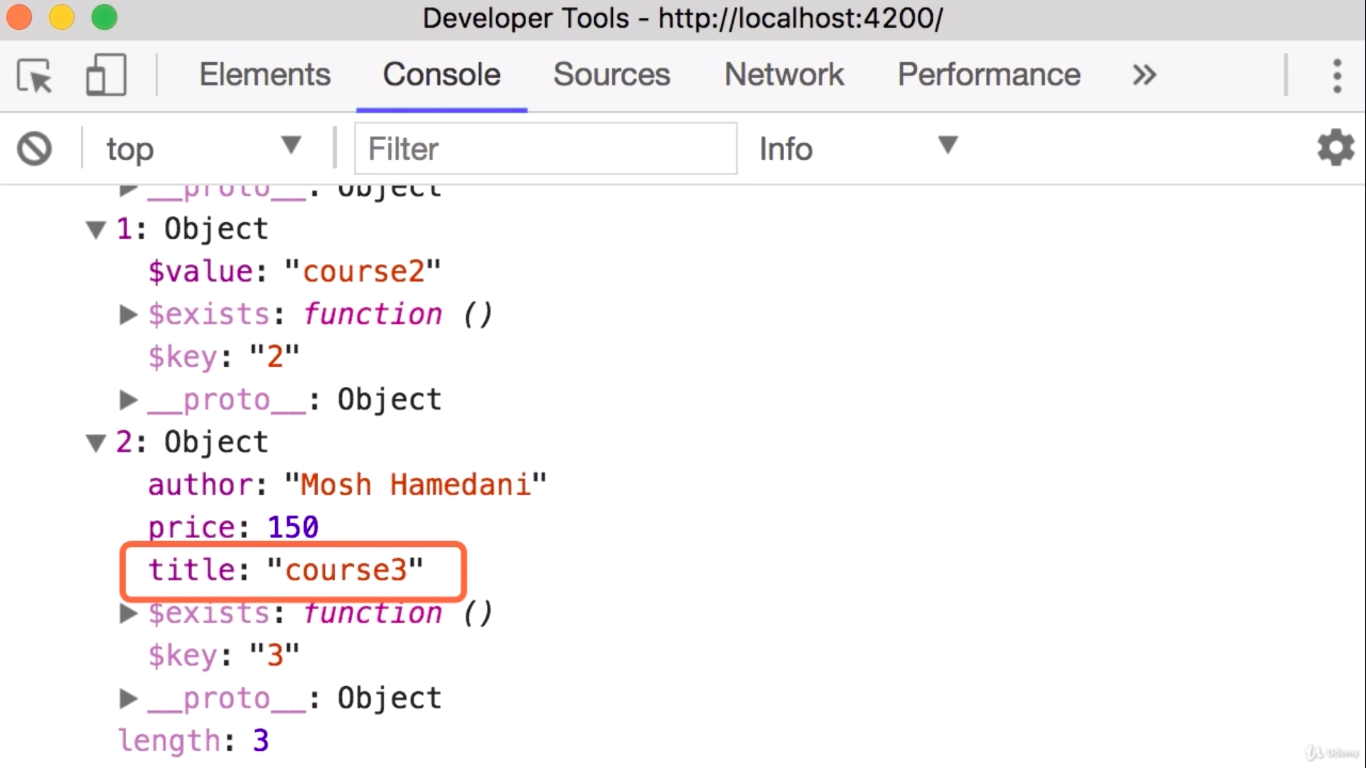 Developer Tools - http://localhost:4200/
Elements Console Sources Network Performance »
top Filter Info
▶ __proto__: Object
▼ 1: Object
$value: "course2"
▶ $exists: function ()
$key: "2"
▶ __proto__: Object
▼ 2: Object
author: "Mosh Hamedani"
price: 150
title: "course3"
▶ $exists: function ()
$key: "3"
▶ __proto__: Object
length: 3
Udemy